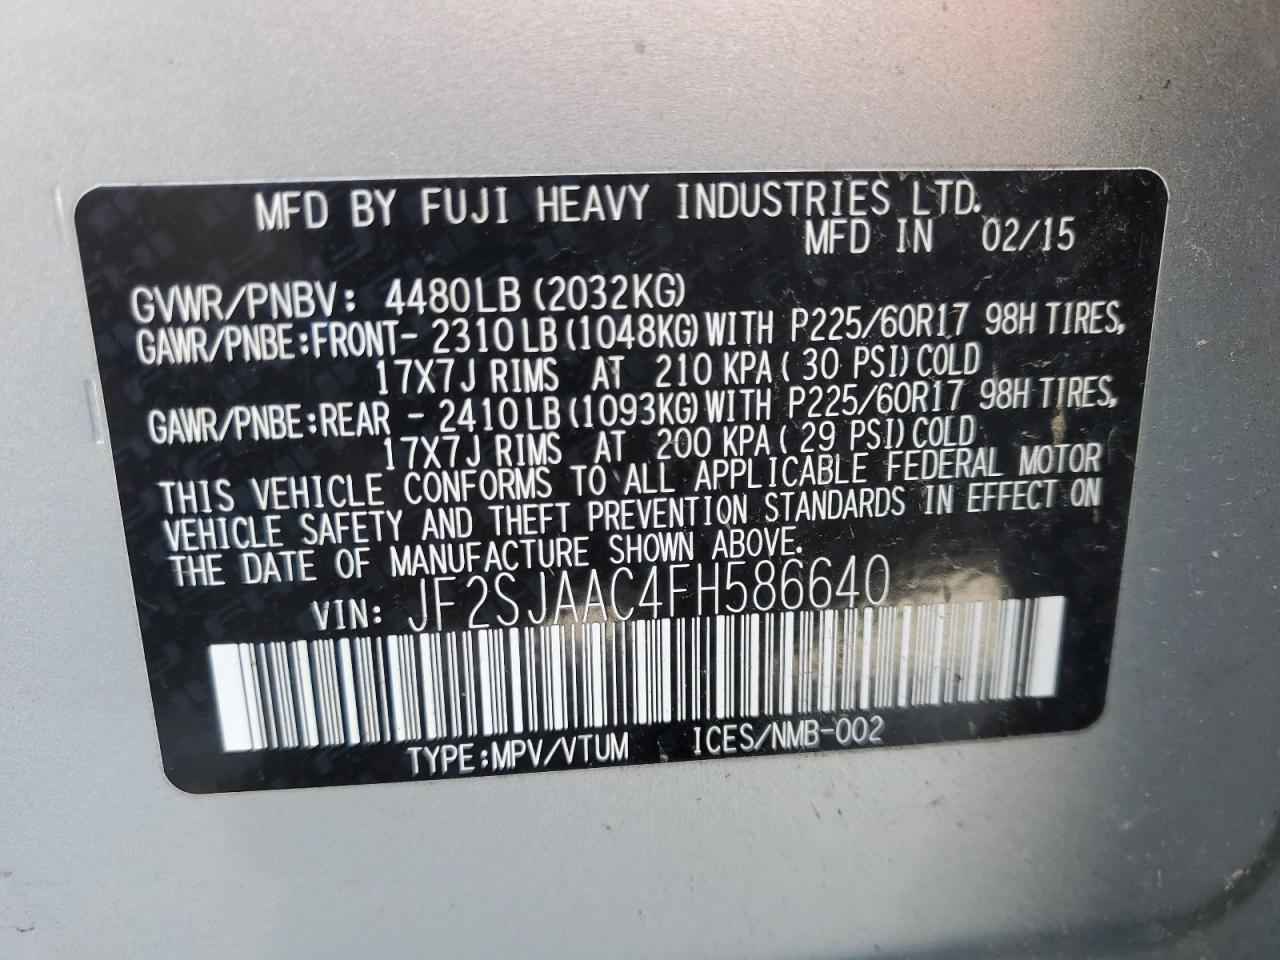 MFD BY FUJI HEAVY INDUSTRIES LTD.
MFD IN 02/15
GVWR/PNBV: 4480LB (2032KG)
GAWR/PNBE:FRONT- 2310LB (1048KG) WITH P225/60R17 98H TIRES,
17X7J RIMS AT 210 KPA ( 30 PSI) COLD
GAWR/PNBE:REAR - 2410LB (1093KG) WITH P225/60R17 98H TIRES,
17X7J RIMS AT 200 KPA ( 29 PSI) COLD
THIS VEHICLE CONFORMS TO ALL APPLICABLE FEDERAL MOTOR
VEHICLE SAFETY AND THEFT PREVENTION STANDARDS IN EFFECT ON
THE DATE OF MANUFACTURE SHOWN ABOVE.
VIN: JF2SJAAC4FH586640
TYPE:MPV/VTUM ICES/NMB-002